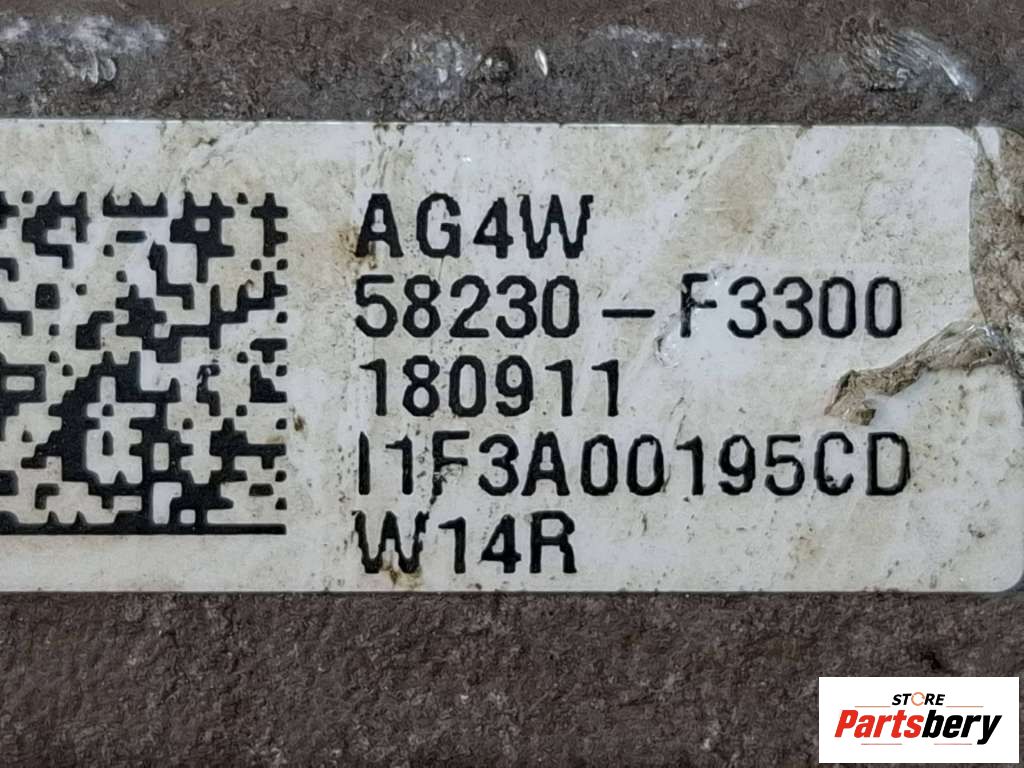 AG4W
58230-F3300
180911
I1F3A00195CD
W14R
STORE
Partsbery